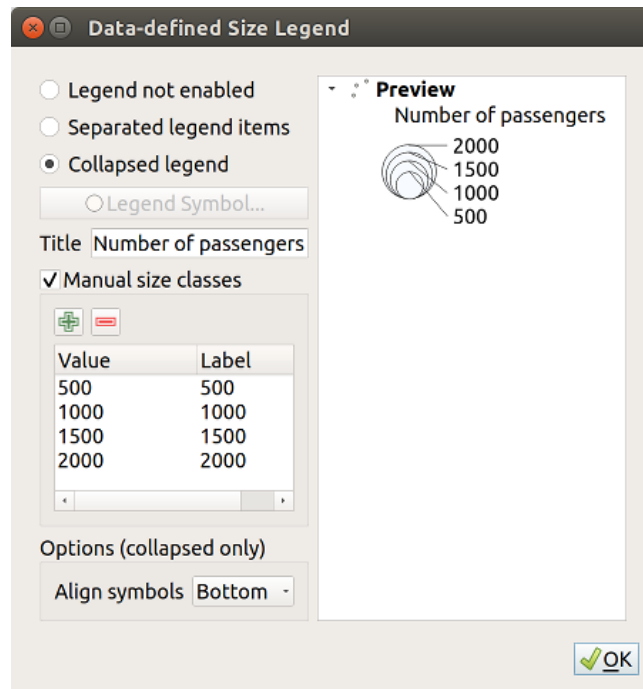 Data-defined Size Legend
Legend not enabled
Separated legend items
Collapsed legend
Legend Symbol...
Title Number of passengers
Manual size classes
Value Label
500 500
1000 1000
1500 1500
2000 2000
Options (collapsed only)
Align symbols Bottom
Preview
Number of passengers
2000
1500
1000
500
OK